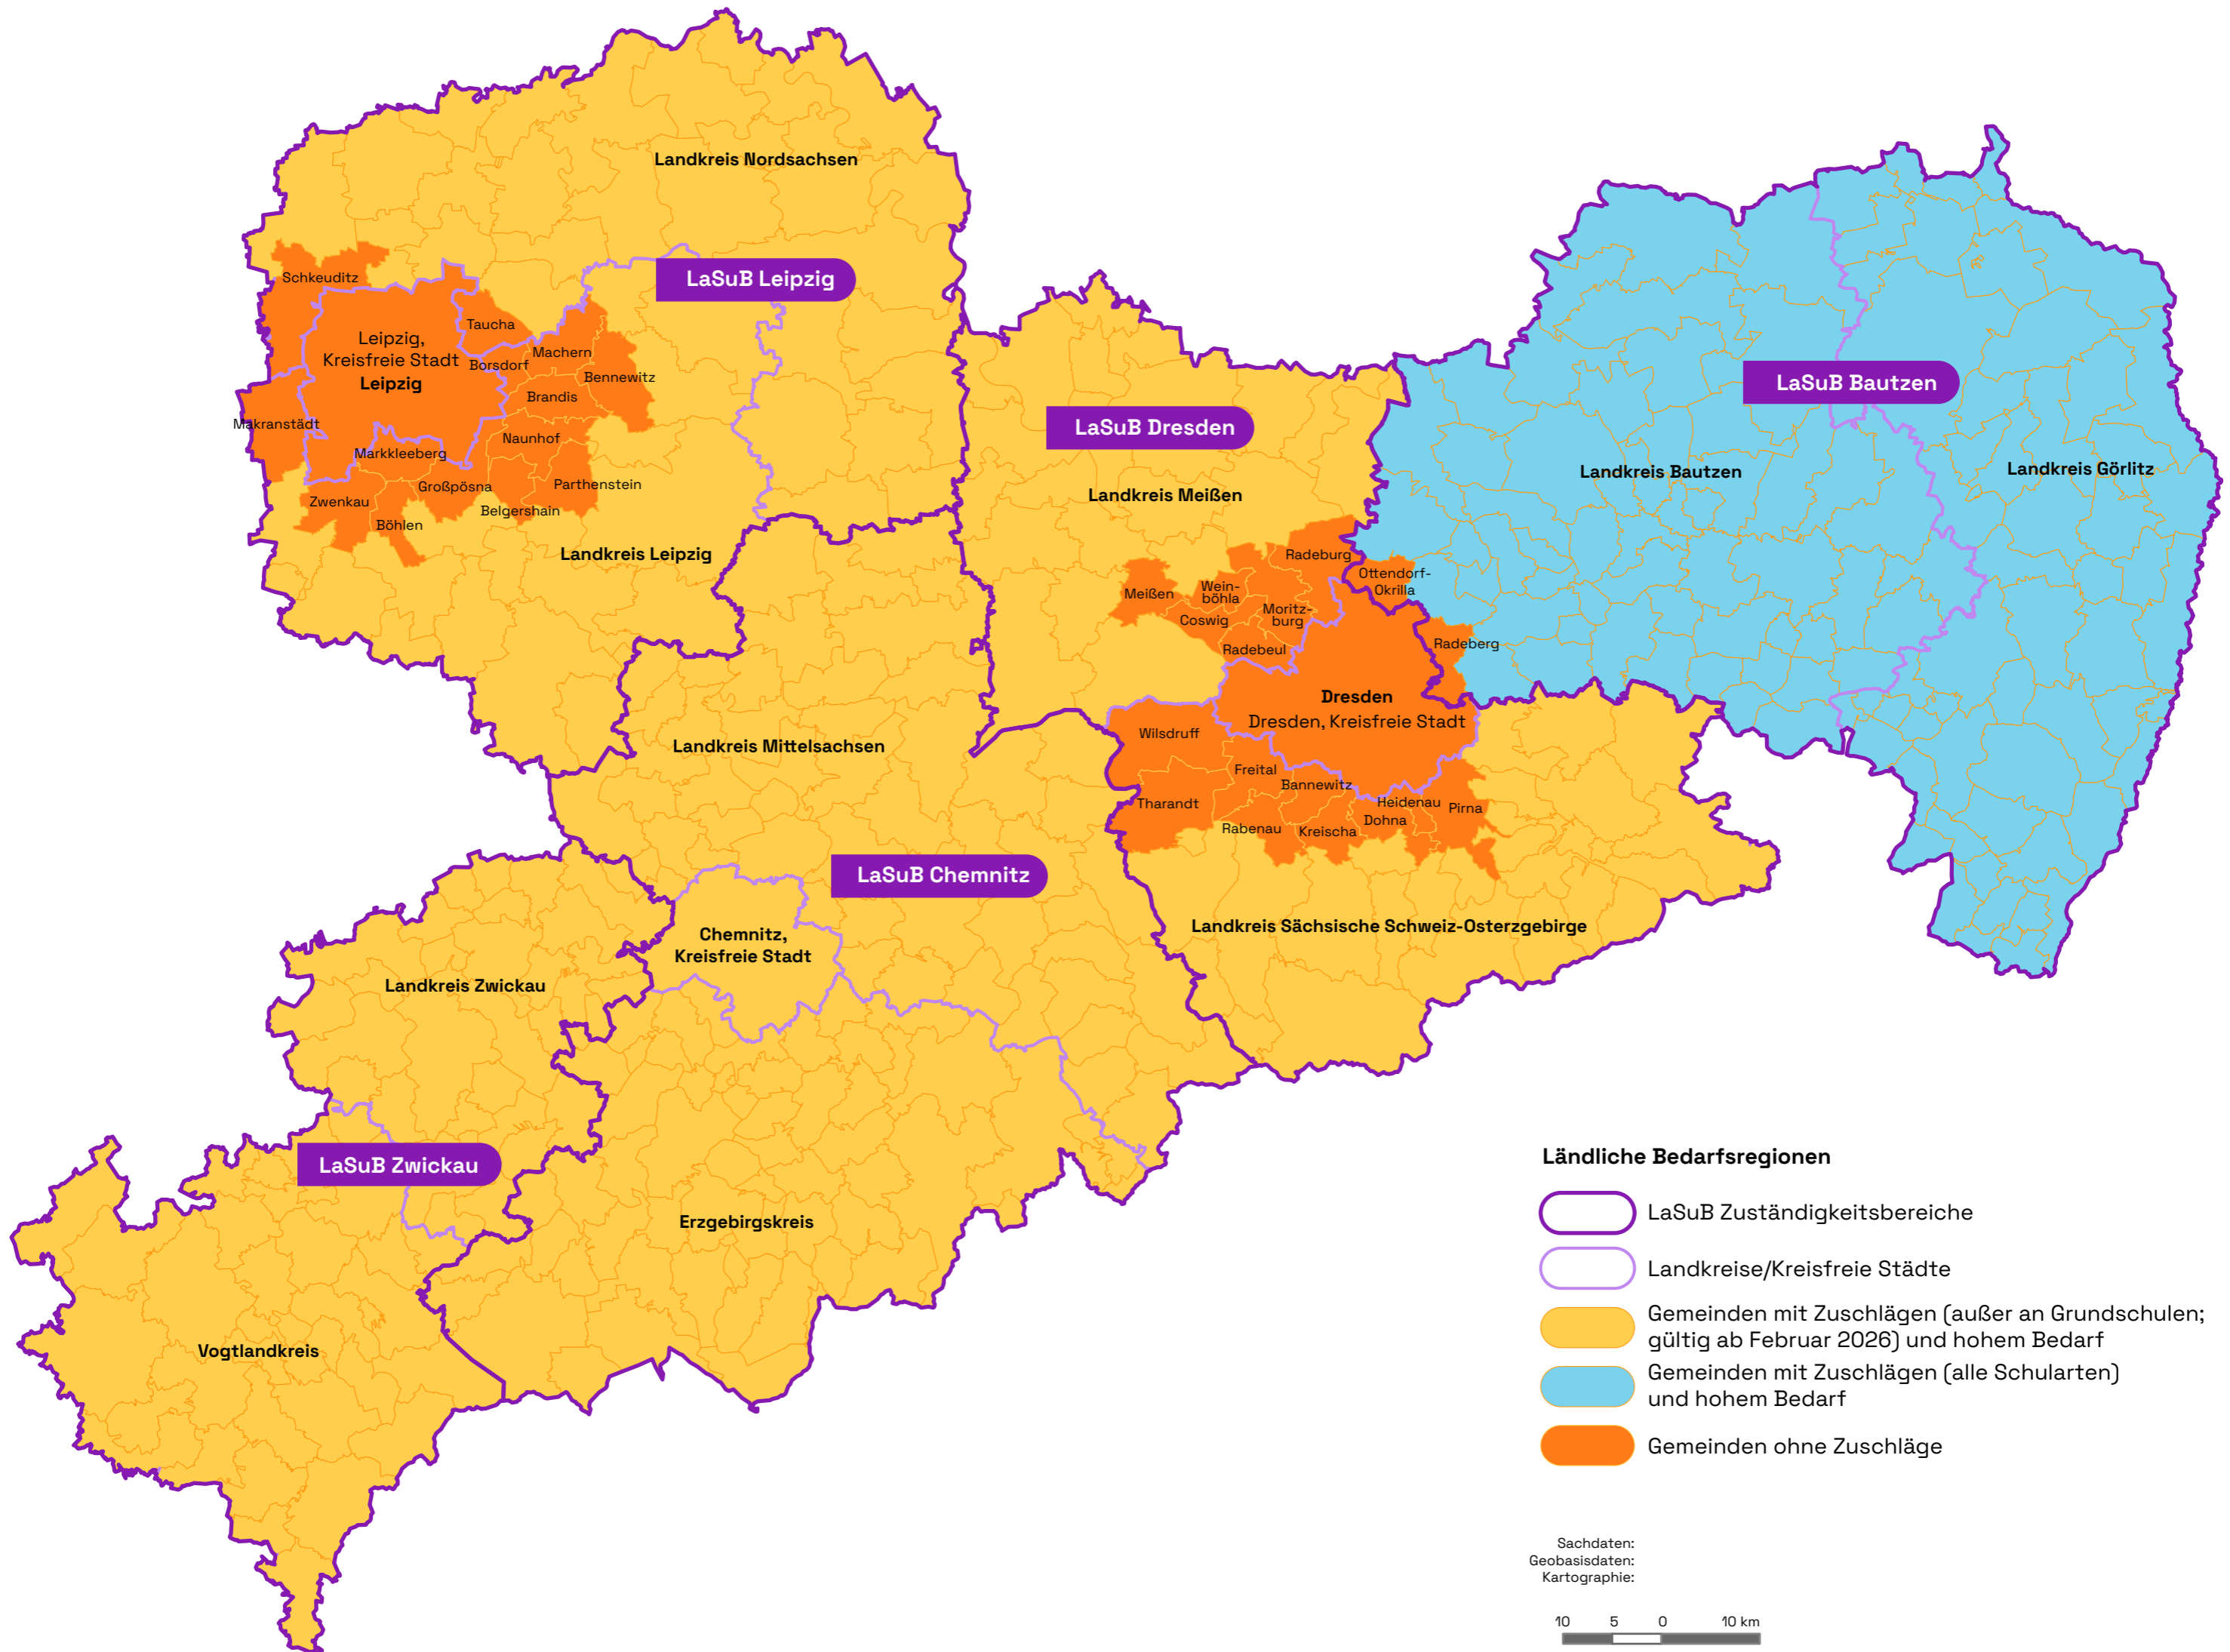 Landkreis Nordsachsen
LaSuB Leipzig
Schkeuditz
Taucha
Leipzig,
Kreisfreie Stadt
Leipzig
Borsdorf
Machern
Bennewitz
Brandis
Makranstädt
Naunhof
Markkleeberg
Großpösna
Parthenstein
Zwenkau
Belgershain
Böhlen
Landkreis Leipzig
LaSuB Dresden
Landkreis Meißen
Radeburg
Ottendorf-
Okrilla
Meißen
Wein-
böhla
Moritz-
burg
Coswig
Radebeul
Radeberg
Dresden
Dresden, Kreisfreie Stadt
Wilsdruff
Freital
Bannewitz
Tharandt
Heidenau
Pirna
Dohna
Rabenau
Kreischa
Landkreis Sächsische Schweiz-Osterzgebirge
LaSuB Bautzen
Landkreis Bautzen
Landkreis Görlitz
Landkreis Mittelsachsen
LaSuB Chemnitz
Chemnitz,
Kreisfreie Stadt
Landkreis Zwickau
LaSuB Zwickau
Erzgebirgskreis
Vogtlandkreis
Ländliche Bedarfsregionen
LaSuB Zuständigkeitsbereiche
Landkreise/Kreisfreie Städte
Gemeinden mit Zuschlägen (außer an Grundschulen;
gültig ab Februar 2026) und hohem Bedarf
Gemeinden mit Zuschlägen (alle Schularten)
und hohem Bedarf
Gemeinden ohne Zuschläge
Sachdaten:
Geobasisdaten:
Kartographie:
10 5 0 10 km